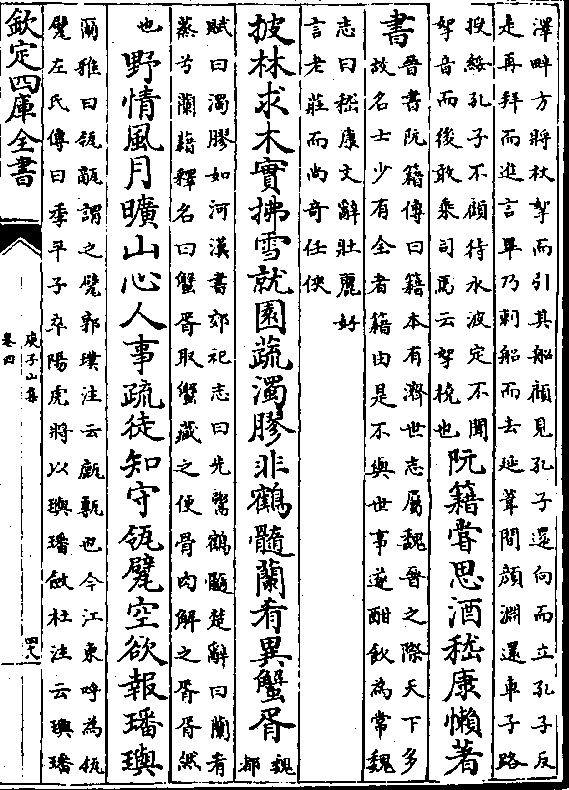 澤畔方將杖拏而引其船顧見孔子還向而立孔子反
走再拜而進言畢乃刺船而去延葦間顔淵還車子路
授綏孔子不顧待水波定不聞
拏音而後敢乗司馬云拏橈也
阮籍嘗思酒嵇康懶著
書
晉書阮籍傳曰籍本有濟世志屬魏晉之際天下多
故名士少有全者籍由是不與世事遂酣飲為常魏
志曰嵇康文辭壯麗好
言老莊而尚奇任俠
披林求木實拂雪就園蔬濁膠非鶴髓蘭肴異蟹胥
魏
都
賦曰濁膠如河漢書郊祀志曰先鬻鶴髓楚辭曰蘭肴
蒸兮蘭籍釋名曰蟹胥取蟹藏之使骨肉解之胥胥然
也
野情風月曠山心人事疏徒知守瓴甓空欲報璠璵
爾雅曰瓴甋謂之甓郭璞注云甗甎也今江東呼為瓴
甓左氏傳曰季平子卒陽虎將以璵璠斂杜注云璵璠
欽定四庫全書
庾子山集
卷四
四八